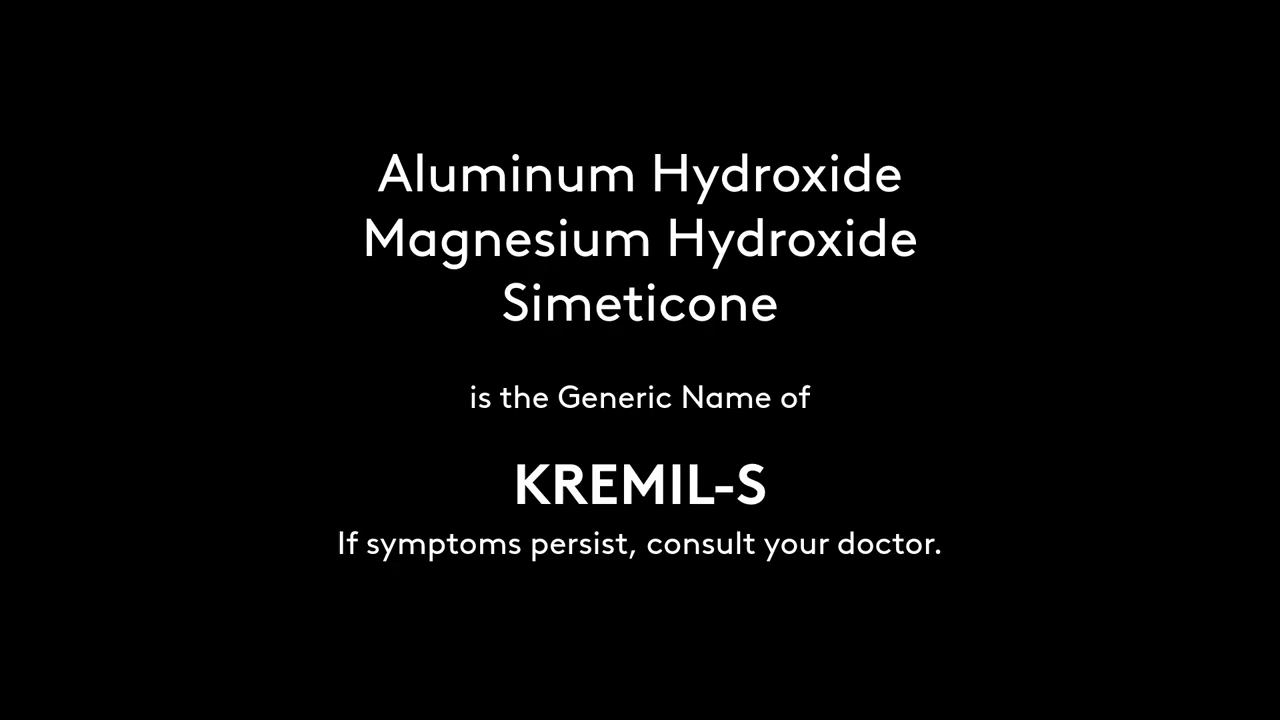 Aluminum Hydroxide
Magnesium Hydroxide
Simeticone
is the Generic Name of
KREMIL-S
If symptoms persist, consult your doctor.